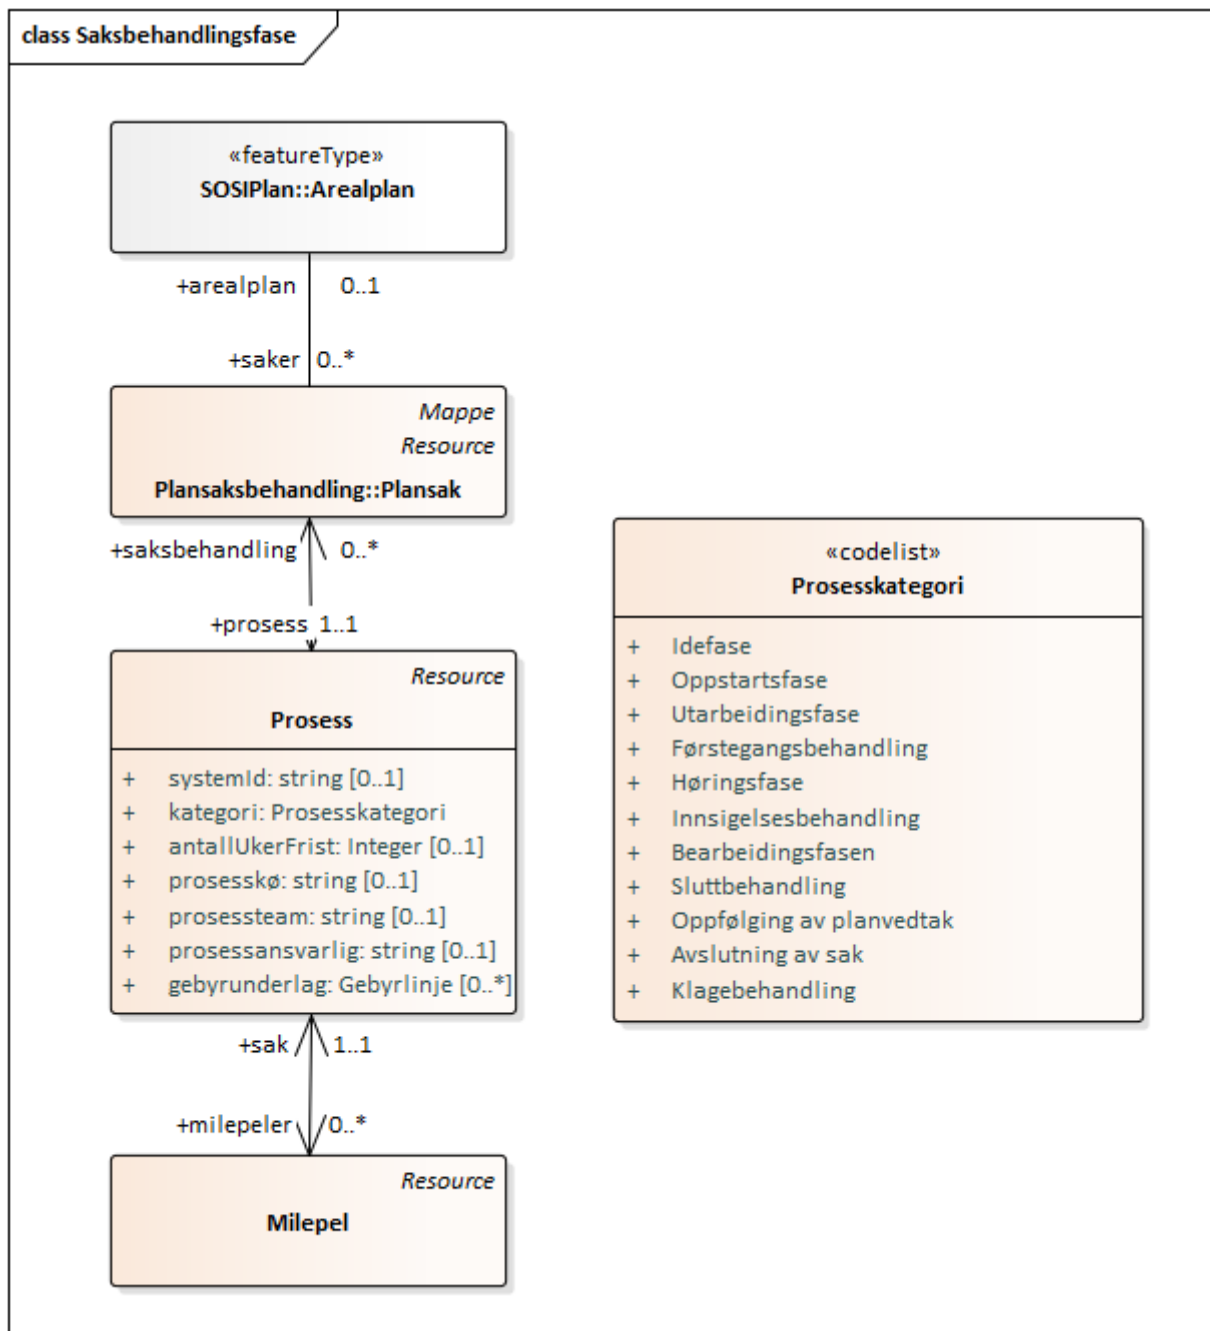 class Saksbehandlingsfase
«featureType»
SOSIPlan::Arealplan
+arealplan 0..1
+saker 0..*
Mappe
Resource
Plansaksbehandling::Plansak
+saksbehandling 0..*
+prosess 1..1
Resource
Prosess
+ systemId: string [0..1]
+ kategori: Prosesskategori
+ antallUkerFrist: Integer [0..1]
+ prosesskø: string [0..1]
+ prosessteam: string [0..1]
+ prosessansvarlig: string [0..1]
+ gebyrunderlag: Gebyrlinje [0..*]
+sak 1..1
+milepeler 0..*
Resource
Milepel
«codelist»
Prosesskategori
+ Idefase
+ Oppstartsfase
+ Utarbeidingsfase
+ Førstegangsbehandling
+ Høringsfase
+ Innsigelsesbehandling
+ Bearbeidingsfasen
+ Sluttbehandling
+ Oppfølging av planvedtak
+ Avslutning av sak
+ Klagebehandling